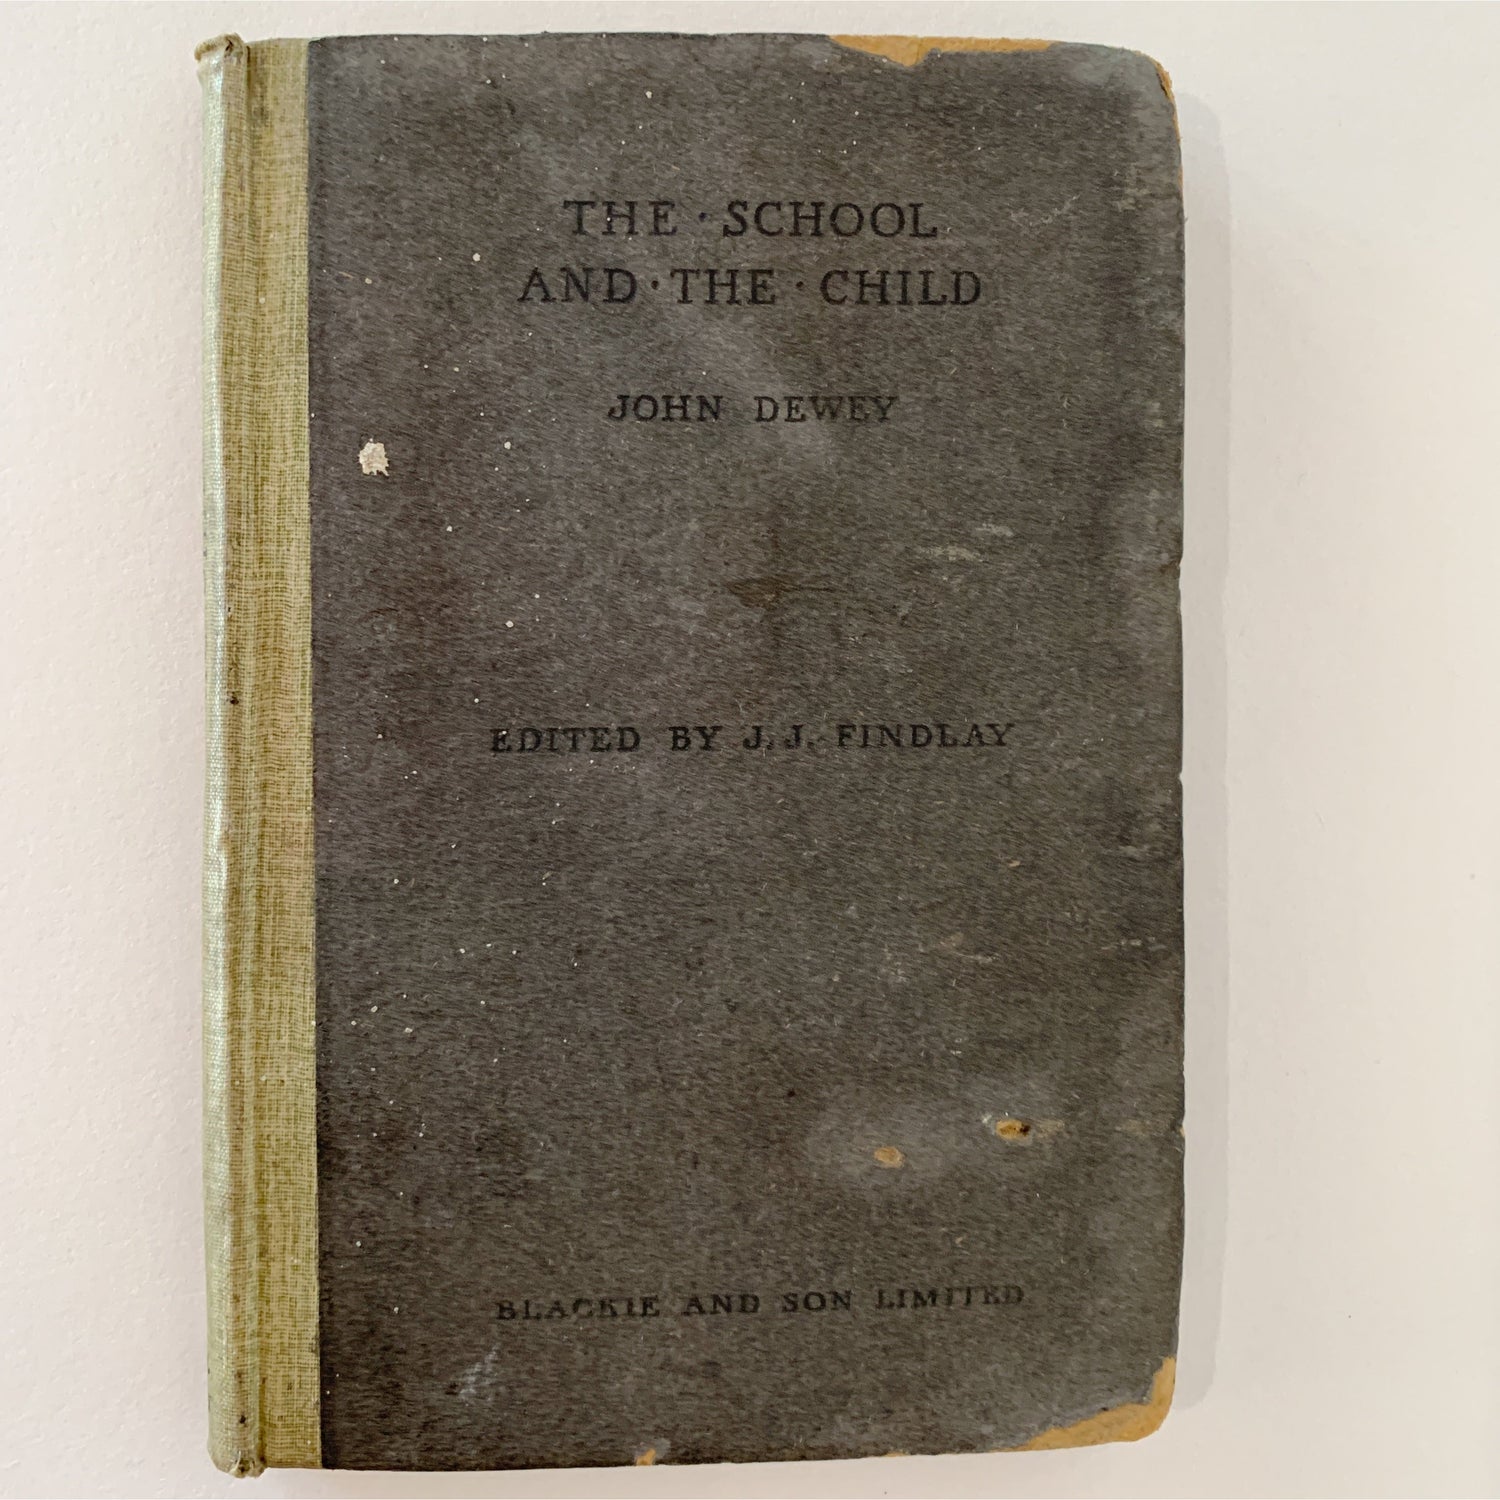 THE · SCHOOL
AND · THE · CHILD
JOHN DEWEY
EDITED BY J. J. FINDLAY
BLACKIE AND SON LIMITED